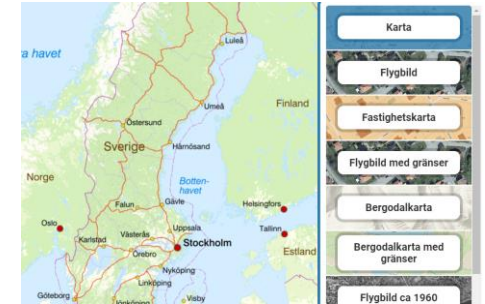 Luleå
a havet
Umeå
Finland
Östersund
Sverige
Härnösand
Norge
Botten-
havet
Falun
Gävle
Helsingfors
Oslo
Uppsala
Tallinn
Karlstad
Västerås
Stockholm
Örebro
Estland
Nyköping
Linköping
Göteborg
Visby
Jönköping
Karta
Flygbild
Fastighetskarta
Flygbild med gränser
Bergodalkarta
Bergodalkarta med
gränser
Flygbild ca 1960